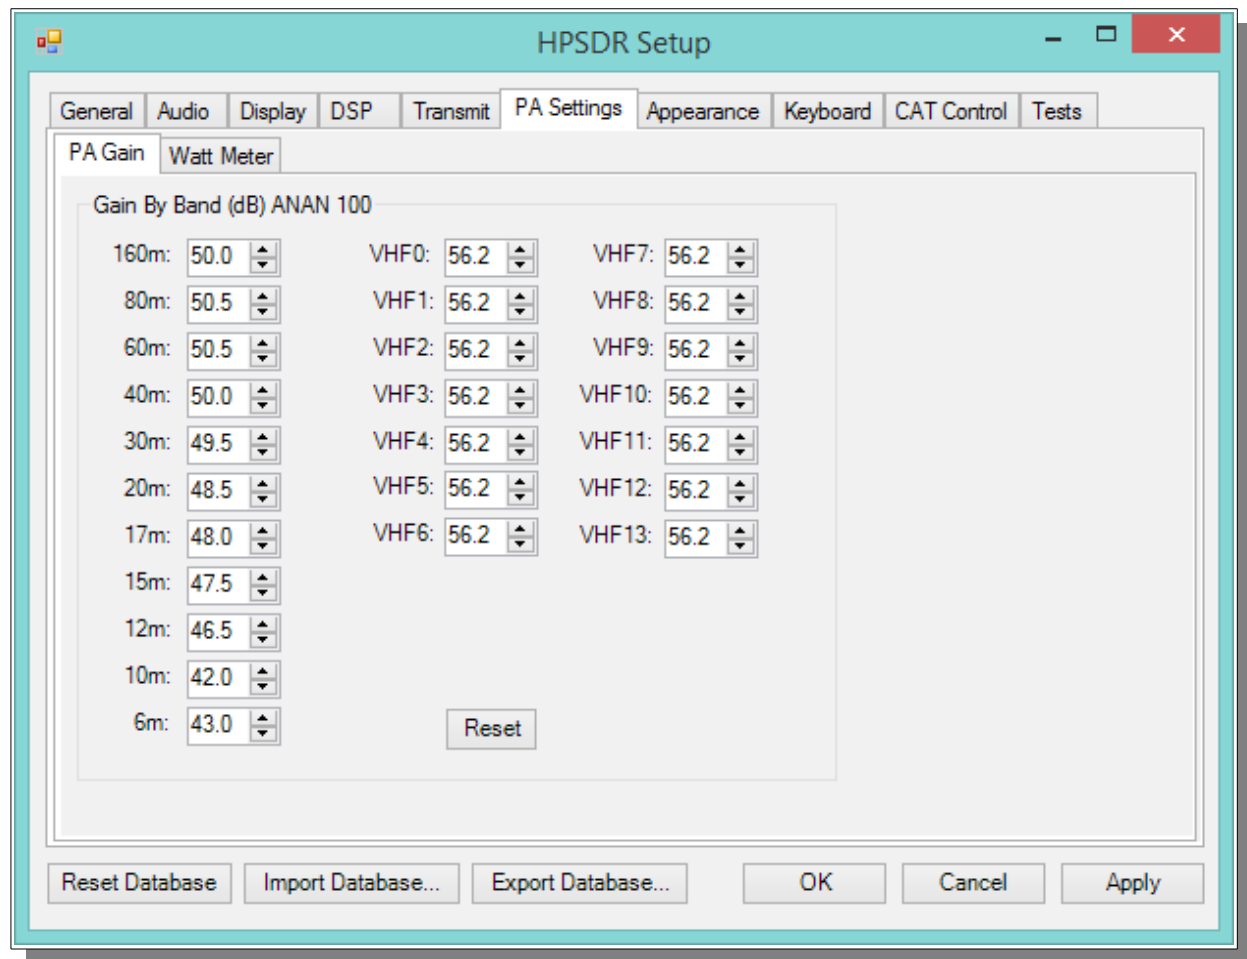 HPSDR Setup
General Audio Display DSP Transmit PA Settings Appearance Keyboard CAT Control Tests
PA Gain Watt Meter
Gain By Band (dB) ANAN 100
160m: 50.0 VHF0: 56.2 VHF7: 56.2
80m: 50.5 VHF1: 56.2 VHF8: 56.2
60m: 50.5 VHF2: 56.2 VHF9: 56.2
40m: 50.0 VHF3: 56.2 VHF10: 56.2
30m: 49.5 VHF4: 56.2 VHF11: 56.2
20m: 48.5 VHF5: 56.2 VHF12: 56.2
17m: 48.0 VHF6: 56.2 VHF13: 56.2
15m: 47.5
12m: 46.5
10m: 42.0
6m: 43.0 Reset
Reset Database Import Database... Export Database... OK Cancel Apply